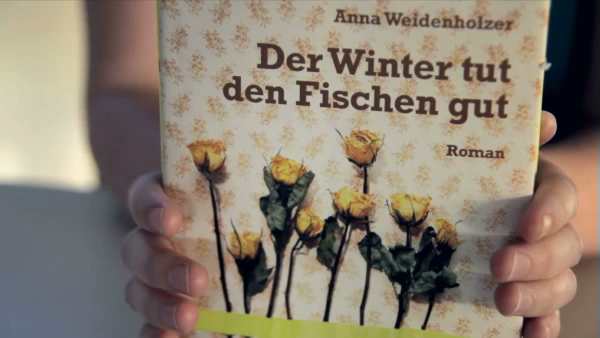 Anna Weidenholzer
Der Winter tut
den Fischen gut
Roman